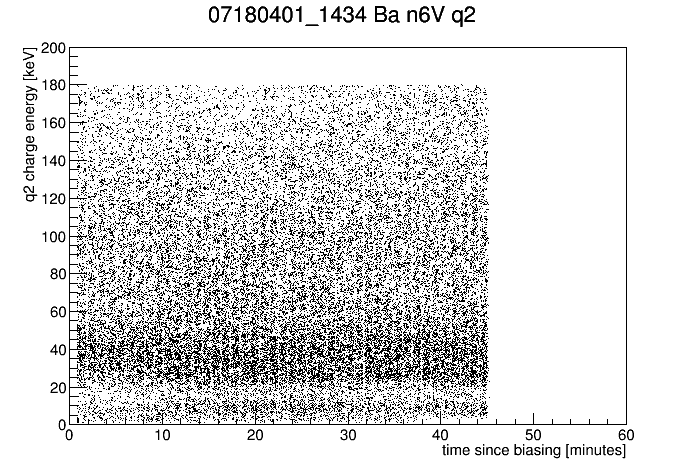 07180401_1434 Ba n6V q2
q2 charge energy [keV]
200
180
160
140
120
100
80
60
40
20
0
0 10 20 30 40 50 60
time since biasing [minutes]